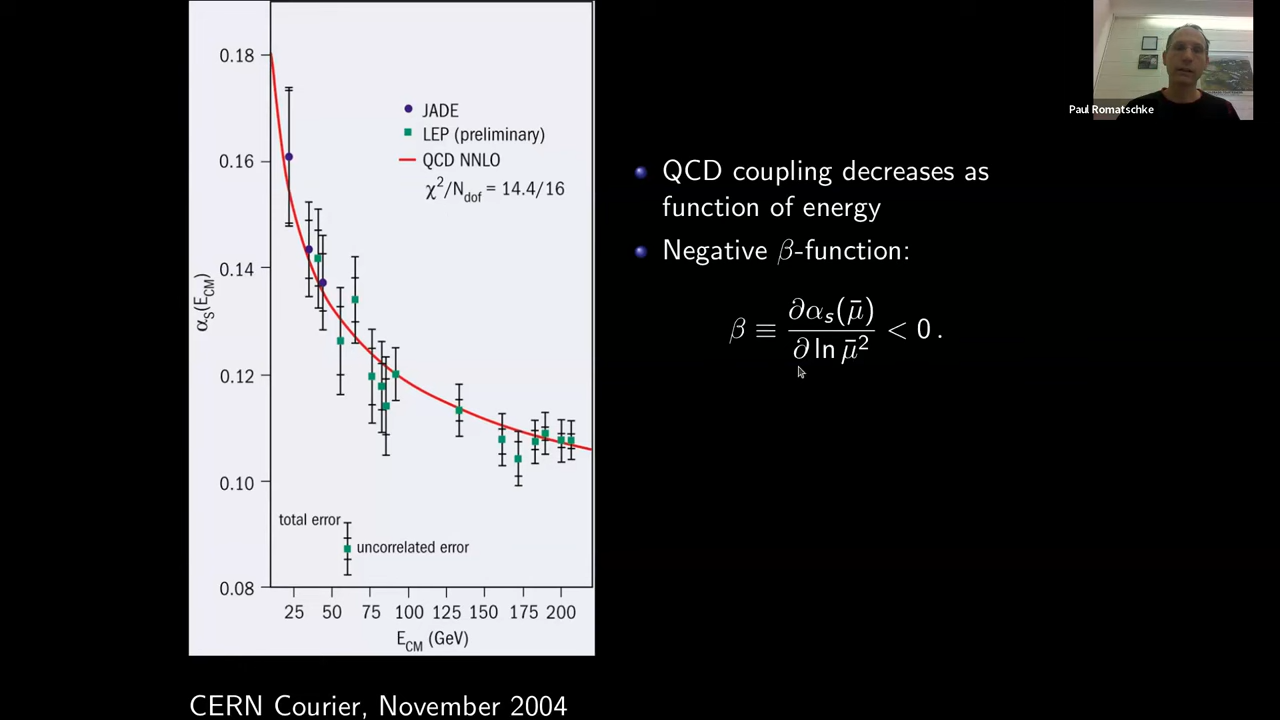 Paul Romatschke
0.18
0.16
0.14
0.12
0.10
0.08
α_S(E_CM)
JADE
LEP (preliminary)
QCD NNLO
χ²/N_dof = 14.4/16
total error
uncorrelated error
25 50 75 100 125 150 175 200
E_CM (GeV)
CERN Courier, November 2004
QCD coupling decreases as
function of energy
Negative β-function:
β ≡ ∂α_s(μ̄) / ∂ ln μ̄² < 0 .